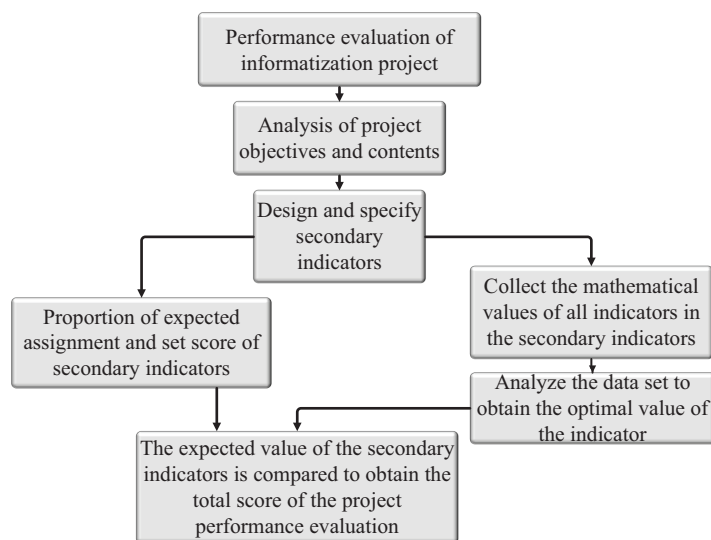 Performance evaluation of
informatization project
Analysis of project
objectives and contents
Design and specify
secondary
indicators
Proportion of expected
assignment and set score of
secondary indicators
Collect the mathematical
values of all indicators in
the secondary indicators
Analyze the data set to
obtain the optimal value of
the indicator
The expected value of the secondary
indicators is compared to obtain the
total score of the project
performance evaluation